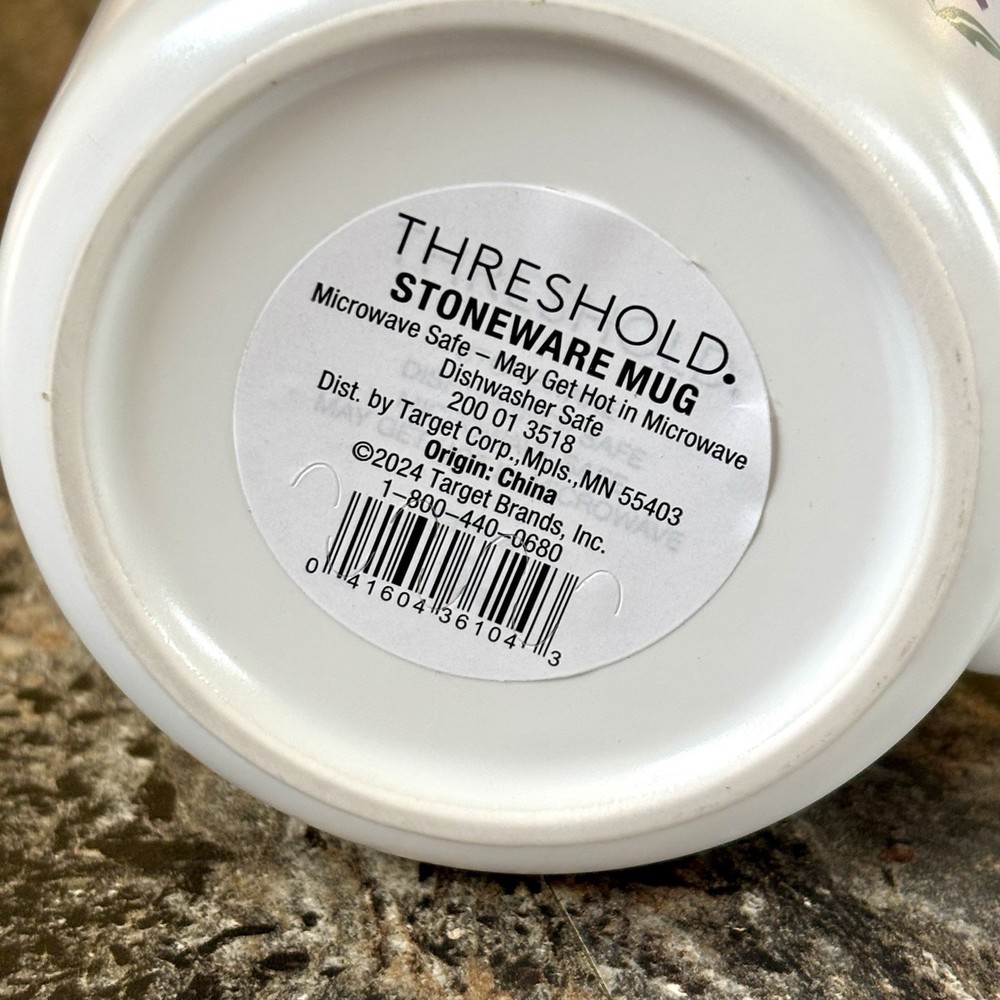 THRESHOLD.
STONEWARE MUG
Microwave Safe – May Get Hot in Microwave
Dishwasher Safe
200 01 3518
Dist. by Target Corp.,Mpls.,MN 55403
Origin: China
©2024 Target Brands, Inc.
1–800–440–0680
0 41604 36104 3